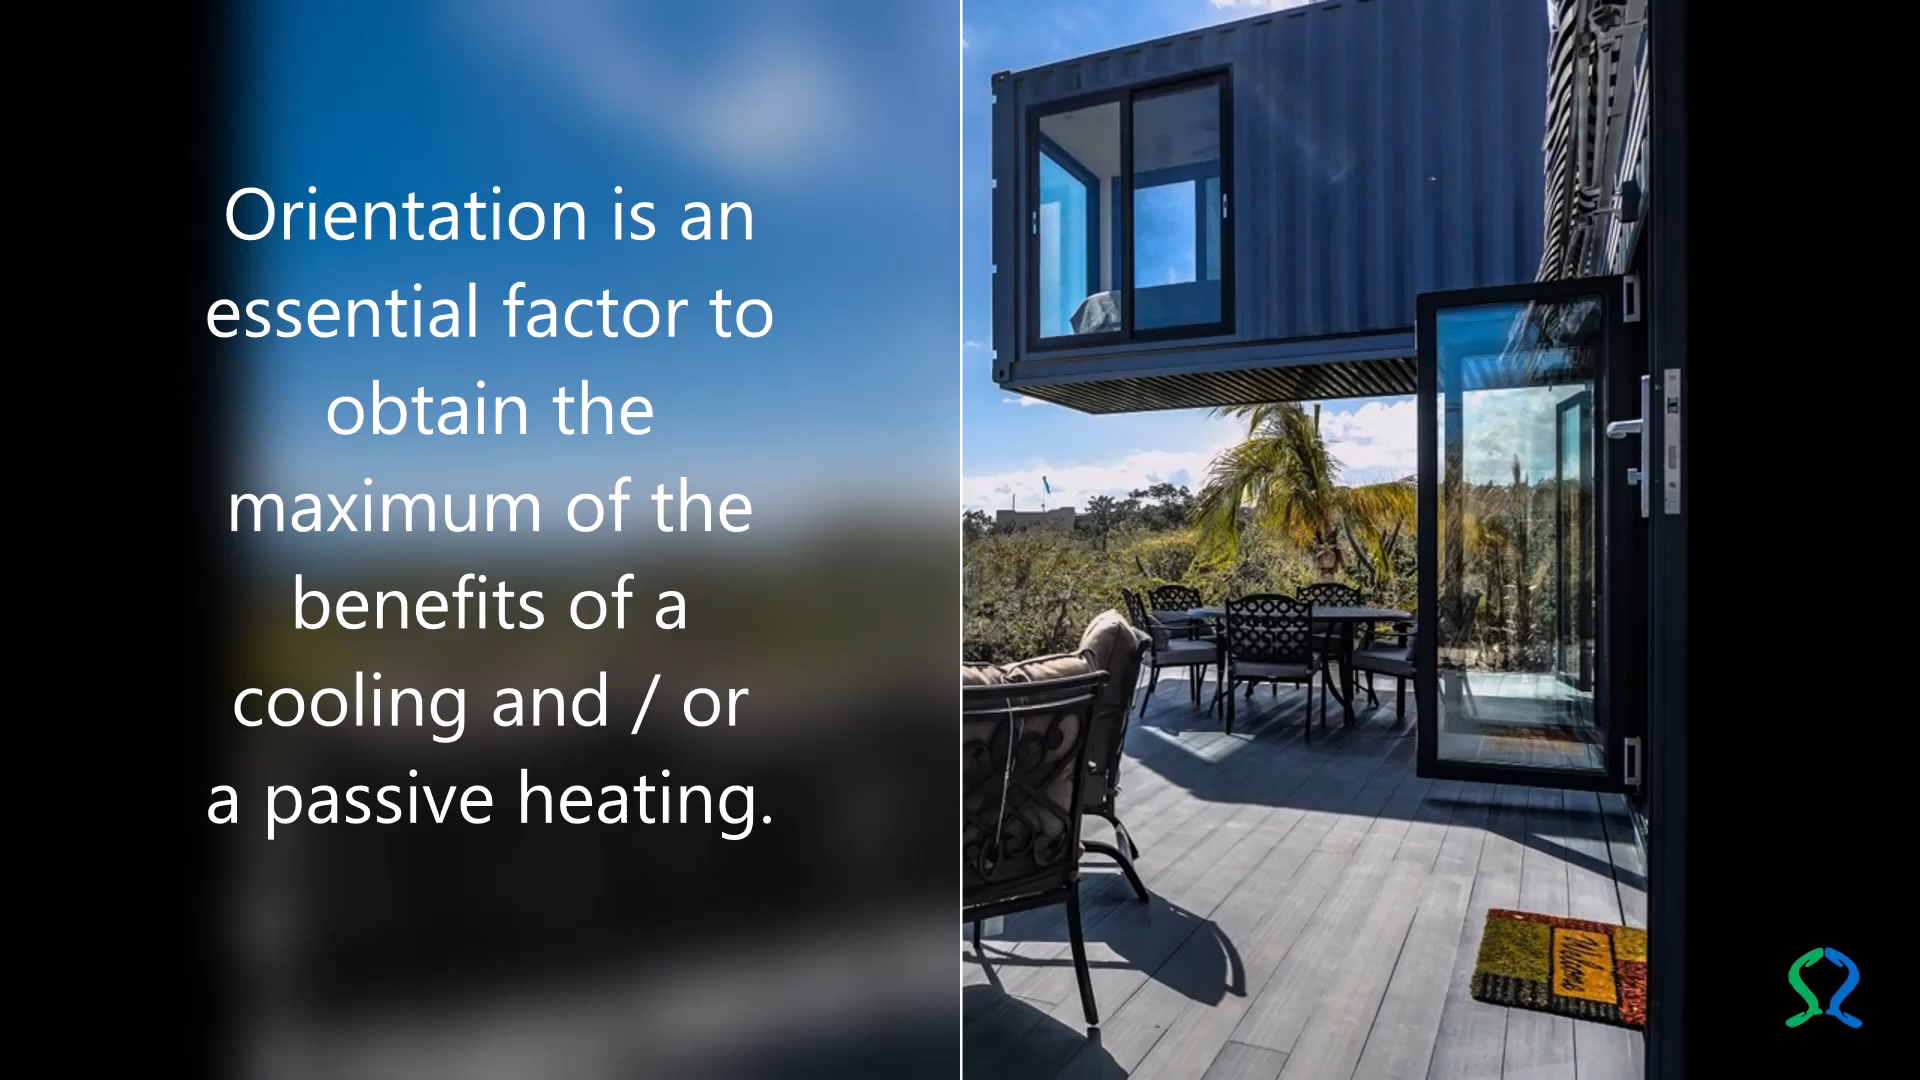 Orientation is an
essential factor to
obtain the
maximum of the
benefits of a
cooling and / or
a passive heating.
Welcome